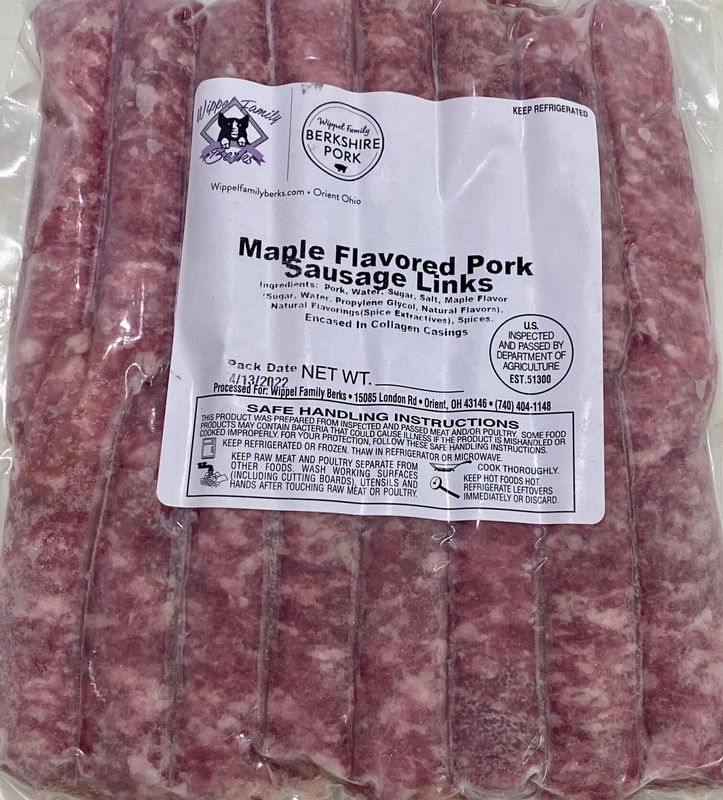 Wippel Family
Berks
Wippel Family
BERKSHIRE
PORK
KEEP REFRIGERATED
WippelFamilyberks.com • Orient Ohio
Maple Flavored Pork
Sausage Links
Ingredients: Pork, Water, Sugar, Salt, Maple Flavor
(Sugar, Water, Propylene Glycol, Natural Flavors),
Natural Flavorings(Spice Extractives), Spices.
Encased In Collagen Casings
U.S.
INSPECTED
AND PASSED BY
DEPARTMENT OF
AGRICULTURE
EST.51300
Pack Date
4/13/2022
NET WT.
Processed For: Wippel Family Berks • 15085 London Rd • Orient, OH 43146 • (740) 404-1148
SAFE HANDLING INSTRUCTIONS
THIS PRODUCT WAS PREPARED FROM INSPECTED AND PASSED MEAT AND/OR POULTRY. SOME FOOD
PRODUCTS MAY CONTAIN BACTERIA THAT COULD CAUSE ILLNESS IF THE PRODUCT IS MISHANDLED OR
COOKED IMPROPERLY. FOR YOUR PROTECTION, FOLLOW THESE SAFE HANDLING INSTRUCTIONS.
KEEP REFRIGERATED OR FROZEN. THAW IN REFRIGERATOR OR MICROWAVE.
KEEP RAW MEAT AND POULTRY SEPARATE FROM
OTHER FOODS. WASH WORKING SURFACES
(INCLUDING CUTTING BOARDS), UTENSILS AND
HANDS AFTER TOUCHING RAW MEAT OR POULTRY.
COOK THOROUGHLY.
KEEP HOT FOODS HOT.
REFRIGERATE LEFTOVERS
IMMEDIATELY OR DISCARD.